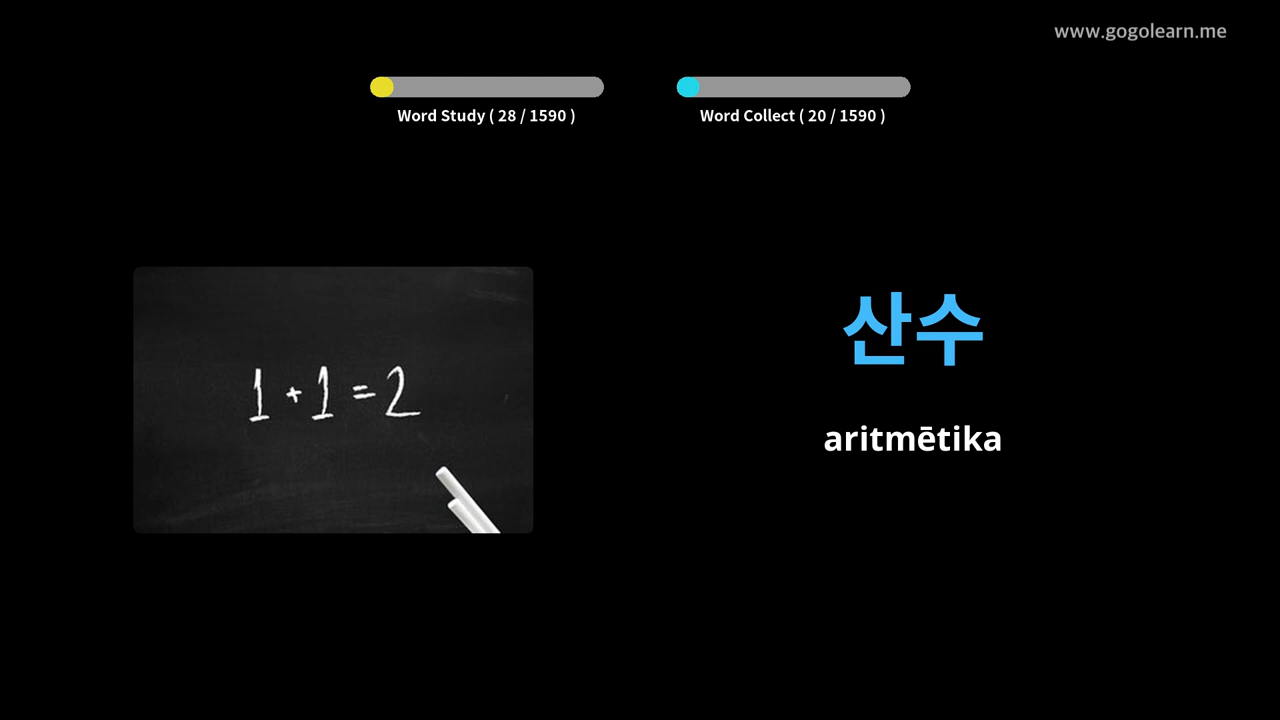 www.gogolearn.me
Word Study ( 28 / 1590 )
Word Collect ( 20 / 1590 )
1 + 1 = 2
산수
aritmētika